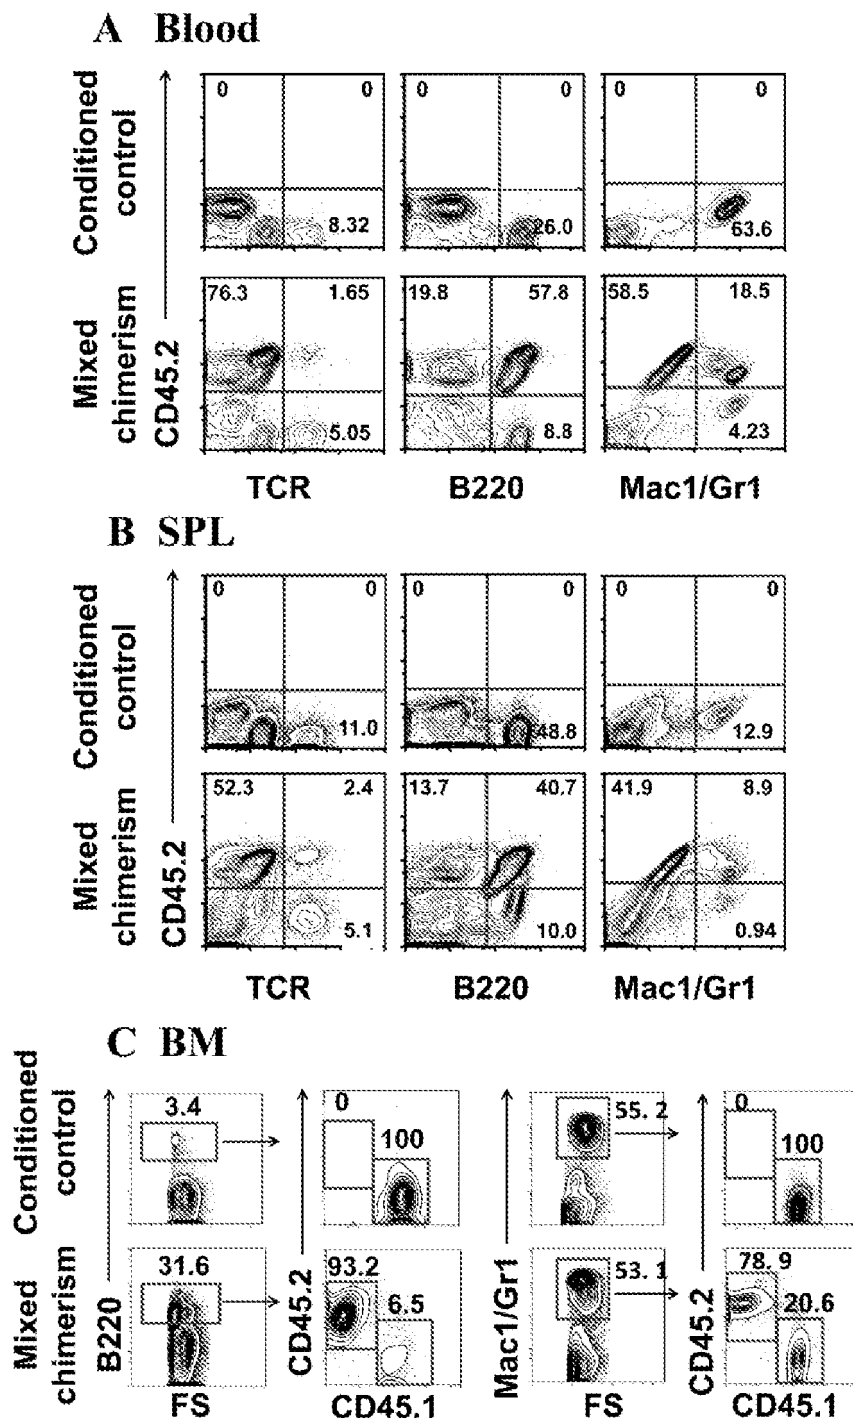 A Blood
Conditioned control
0 0 0 0 0 0
8.32 26.0 63.6
Mixed chimerism
CD45.2
76.3 1.65 19.8 57.8 58.5 18.5
5.05 8.8 4.23
TCR B220 Mac1/Gr1
B SPL
Conditioned control
0 0 0 0 0 0
11.0 48.8 12.9
Mixed chimerism
CD45.2
52.3 2.4 13.7 40.7 41.9 8.9
5.1 10.0 0.94
TCR B220 Mac1/Gr1
C BM
Conditioned control
3.4 0 100 55.2 0 100
Mixed chimerism
B220
31.6
CD45.2
93.2 6.5
Mac1/Gr1
53.1
CD45.2
78.9 20.6
FS CD45.1 FS CD45.1